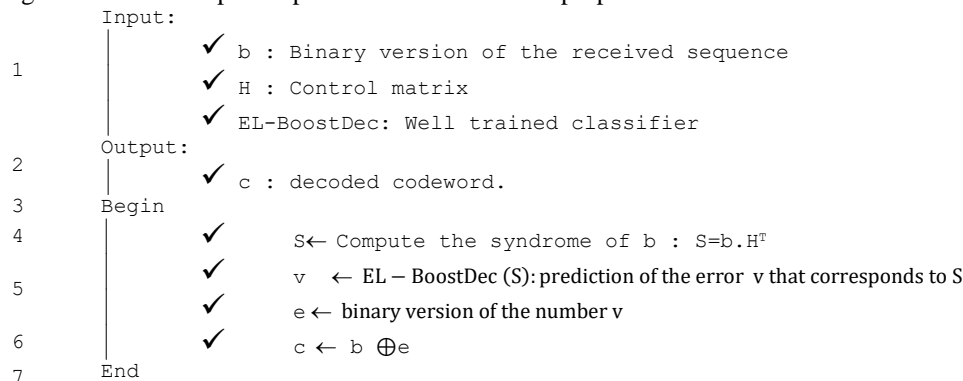 Input:
✓ b : Binary version of the received sequence
1
✓ H : Control matrix
✓ EL-BoostDec: Well trained classifier
Output:
2
✓ c : decoded codeword.
3 Begin
4 ✓ S← Compute the syndrome of b : S=b.Hᵀ
✓ v ← EL − BoostDec (S): prediction of the error v that corresponds to S
5
✓ e ← binary version of the number v
6 ✓ c ← b ⊕e
7 End